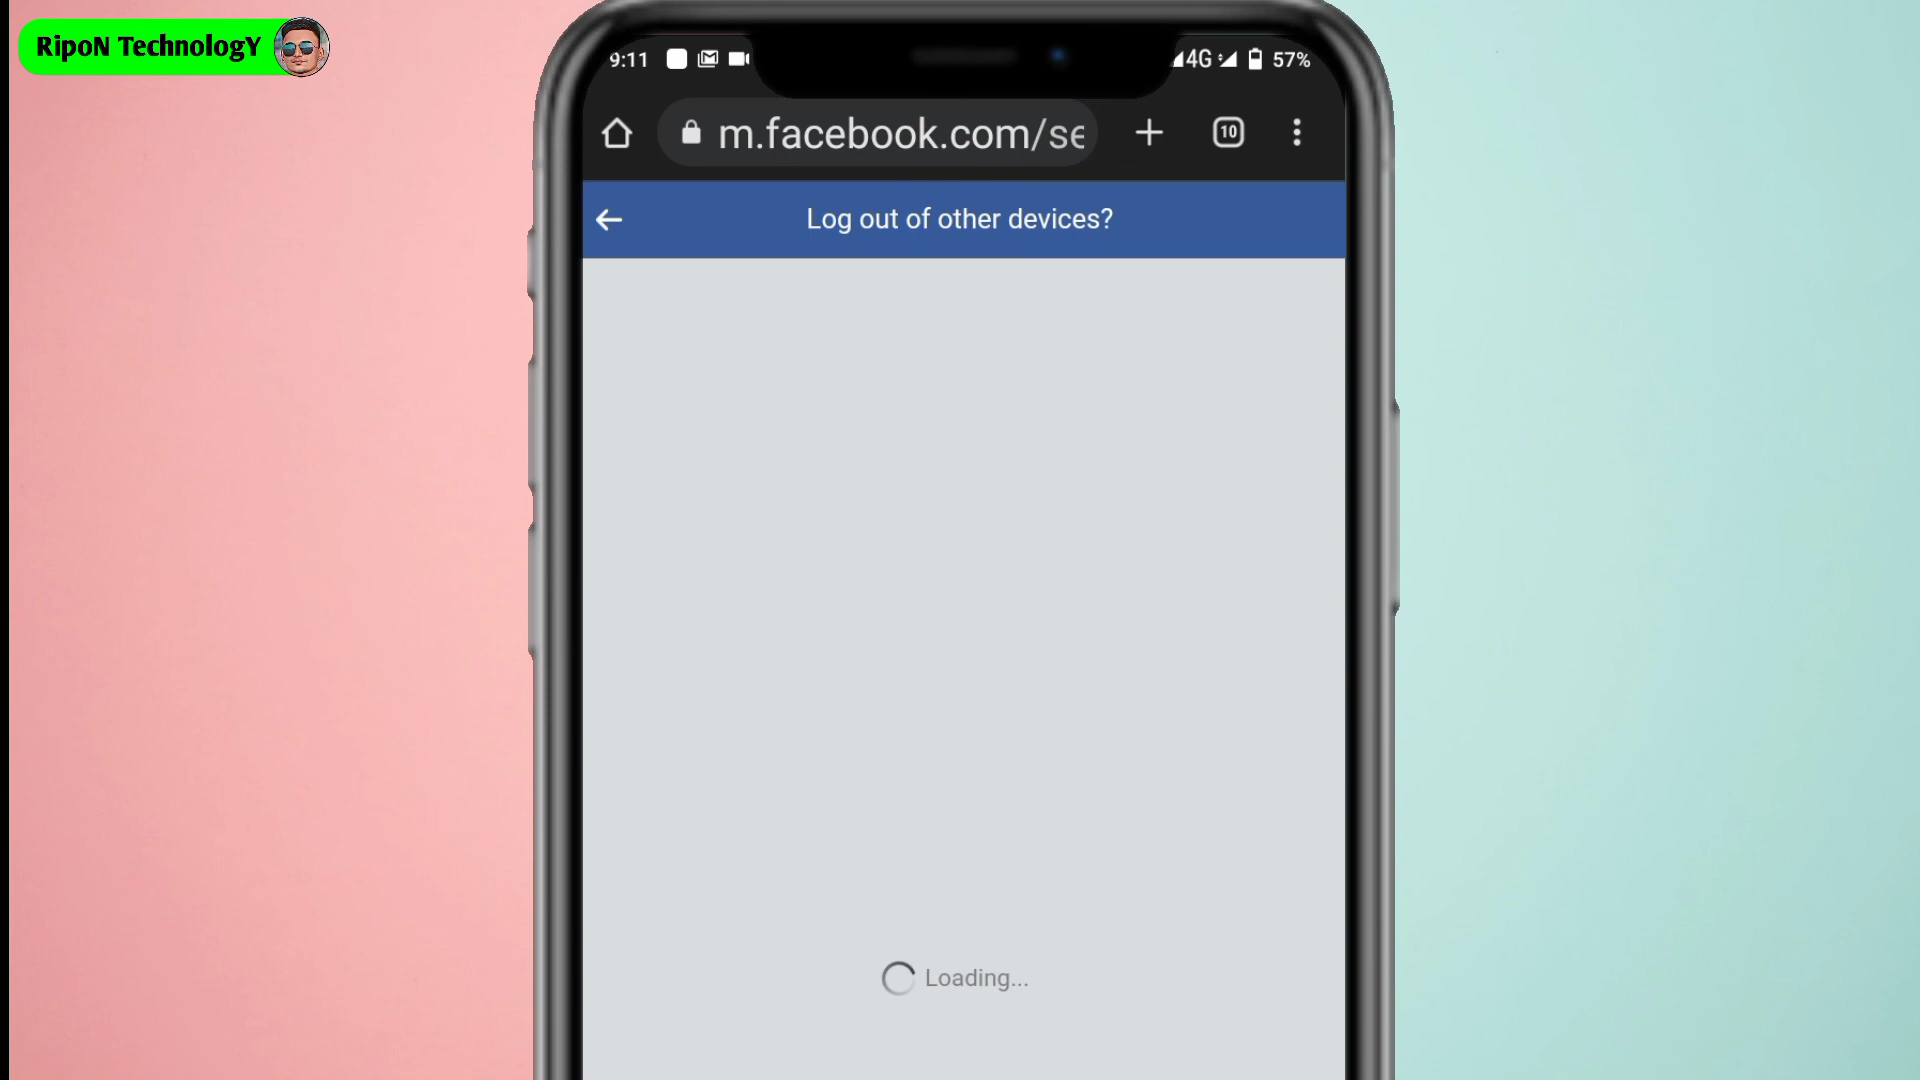 RipoN TechnologY
9:11
4G
57%
m.facebook.com/se
10
Log out of other devices?
Loading...